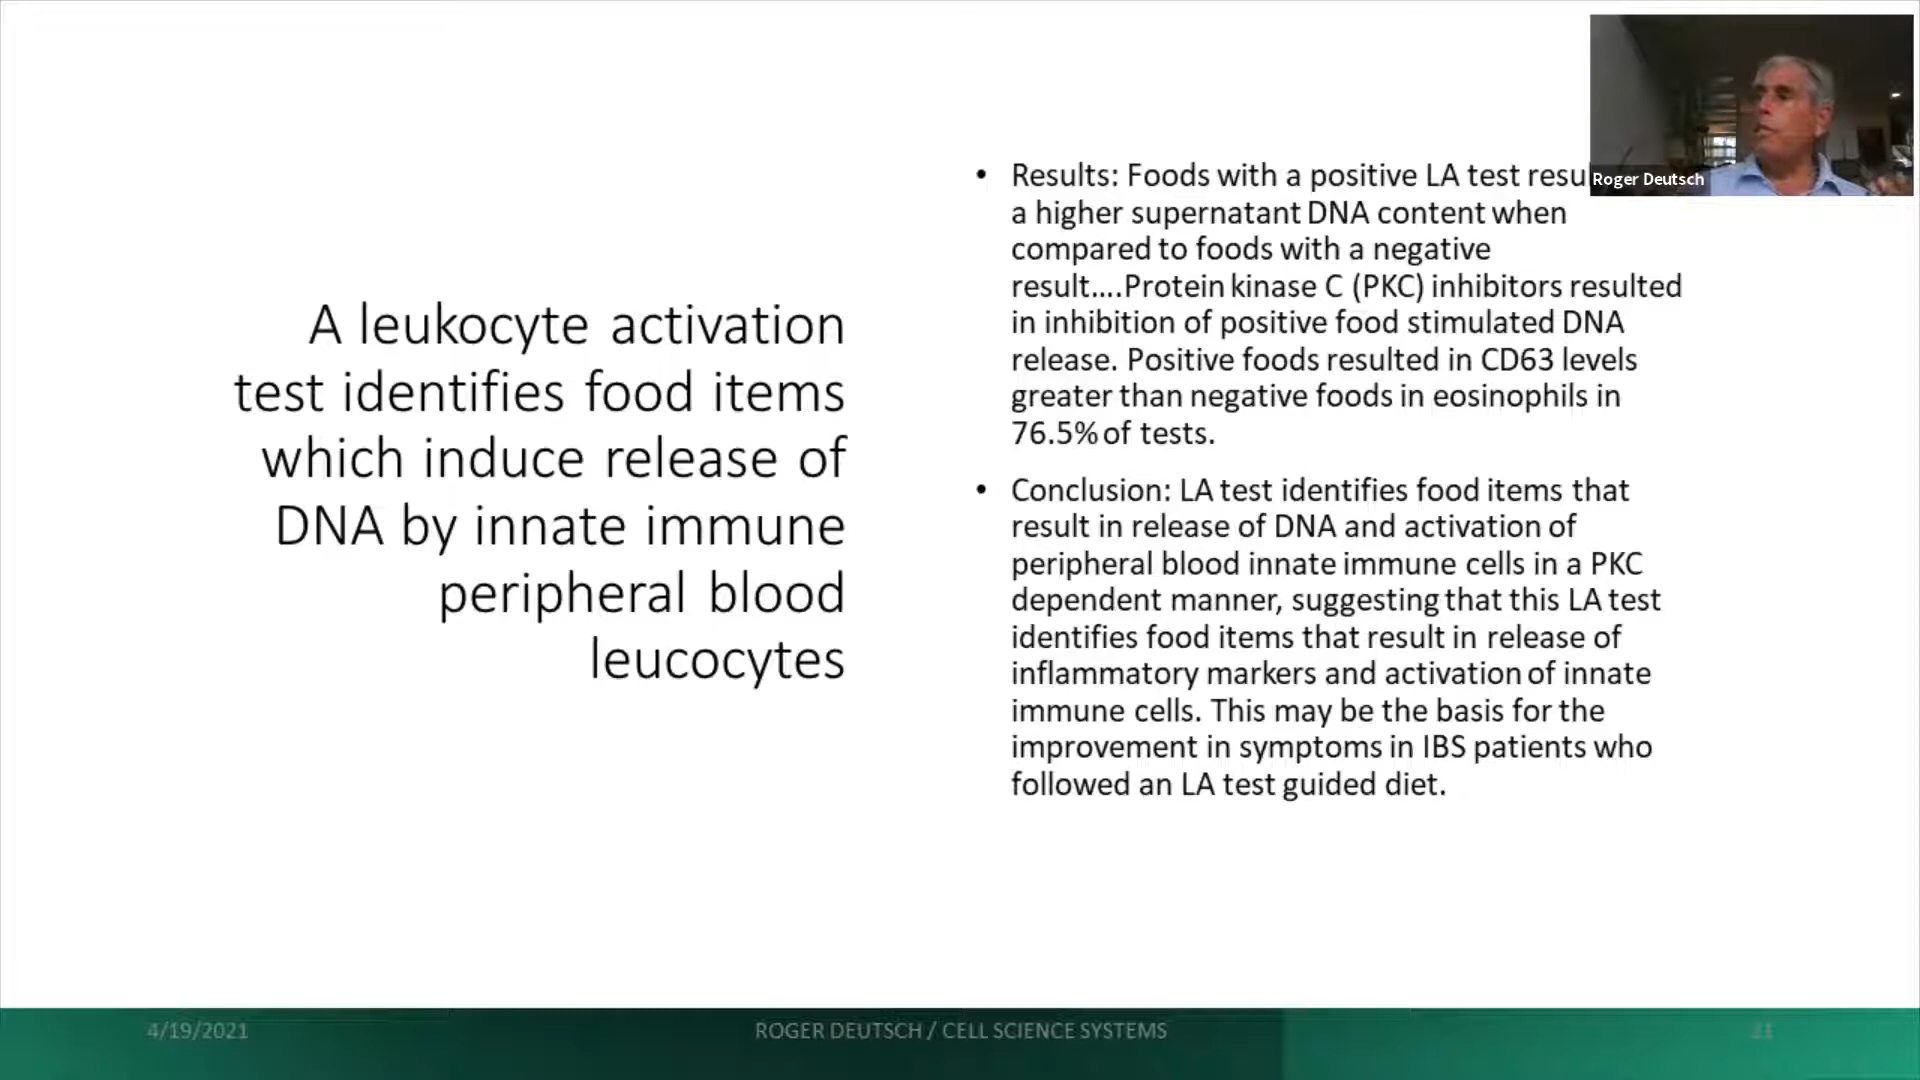 A leukocyte activation
test identifies food items
which induce release of
DNA by innate immune
peripheral blood
leucocytes
• Results: Foods with a positive LA test resu
a higher supernatant DNA content when
compared to foods with a negative
result....Protein kinase C (PKC) inhibitors resulted
in inhibition of positive food stimulated DNA
release. Positive foods resulted in CD63 levels
greater than negative foods in eosinophils in
76.5% of tests.
• Conclusion: LA test identifies food items that
result in release of DNA and activation of
peripheral blood innate immune cells in a PKC
dependent manner, suggesting that this LA test
identifies food items that result in release of
inflammatory markers and activation of innate
immune cells. This may be the basis for the
improvement in symptoms in IBS patients who
followed an LA test guided diet.
Roger Deutsch
4/19/2021
ROGER DEUTSCH / CELL SCIENCE SYSTEMS